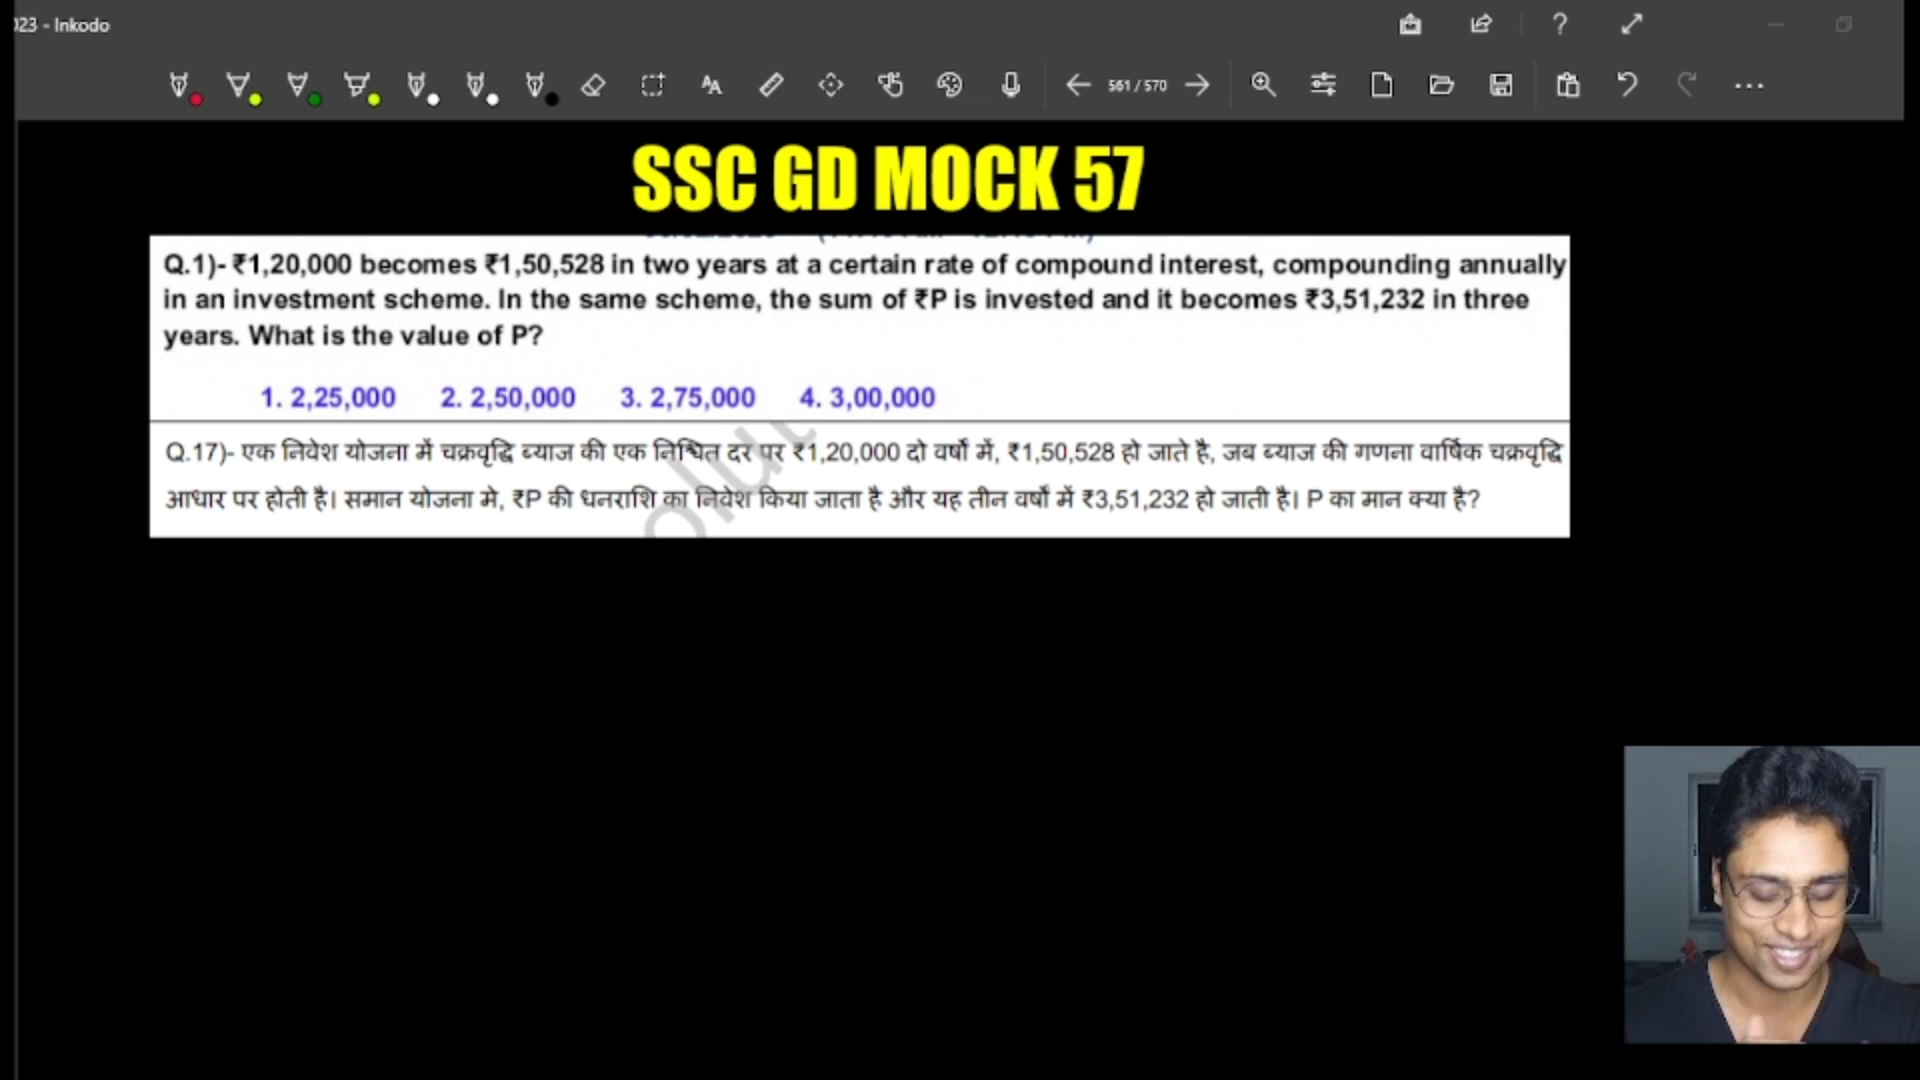 023 - Inkodo
561 / 570
SSC GD MOCK 57
Q.1)- ₹1,20,000 becomes ₹1,50,528 in two years at a certain rate of compound interest, compounding annually
in an investment scheme. In the same scheme, the sum of ₹P is invested and it becomes ₹3,51,232 in three
years. What is the value of P?
1. 2,25,000 2. 2,50,000 3. 2,75,000 4. 3,00,000
Q.17)- एक निवेश योजना में चक्रवृद्धि ब्याज की एक निश्चित दर पर ₹1,20,000 दो वर्षों में, ₹1,50,528 हो जाते है, जब ब्याज की गणना वार्षिक चक्रवृद्धि
आधार पर होती है। समान योजना मे, ₹P की धनराशि का निवेश किया जाता है और यह तीन वर्षों में ₹3,51,232 हो जाती है। P का मान क्या है?